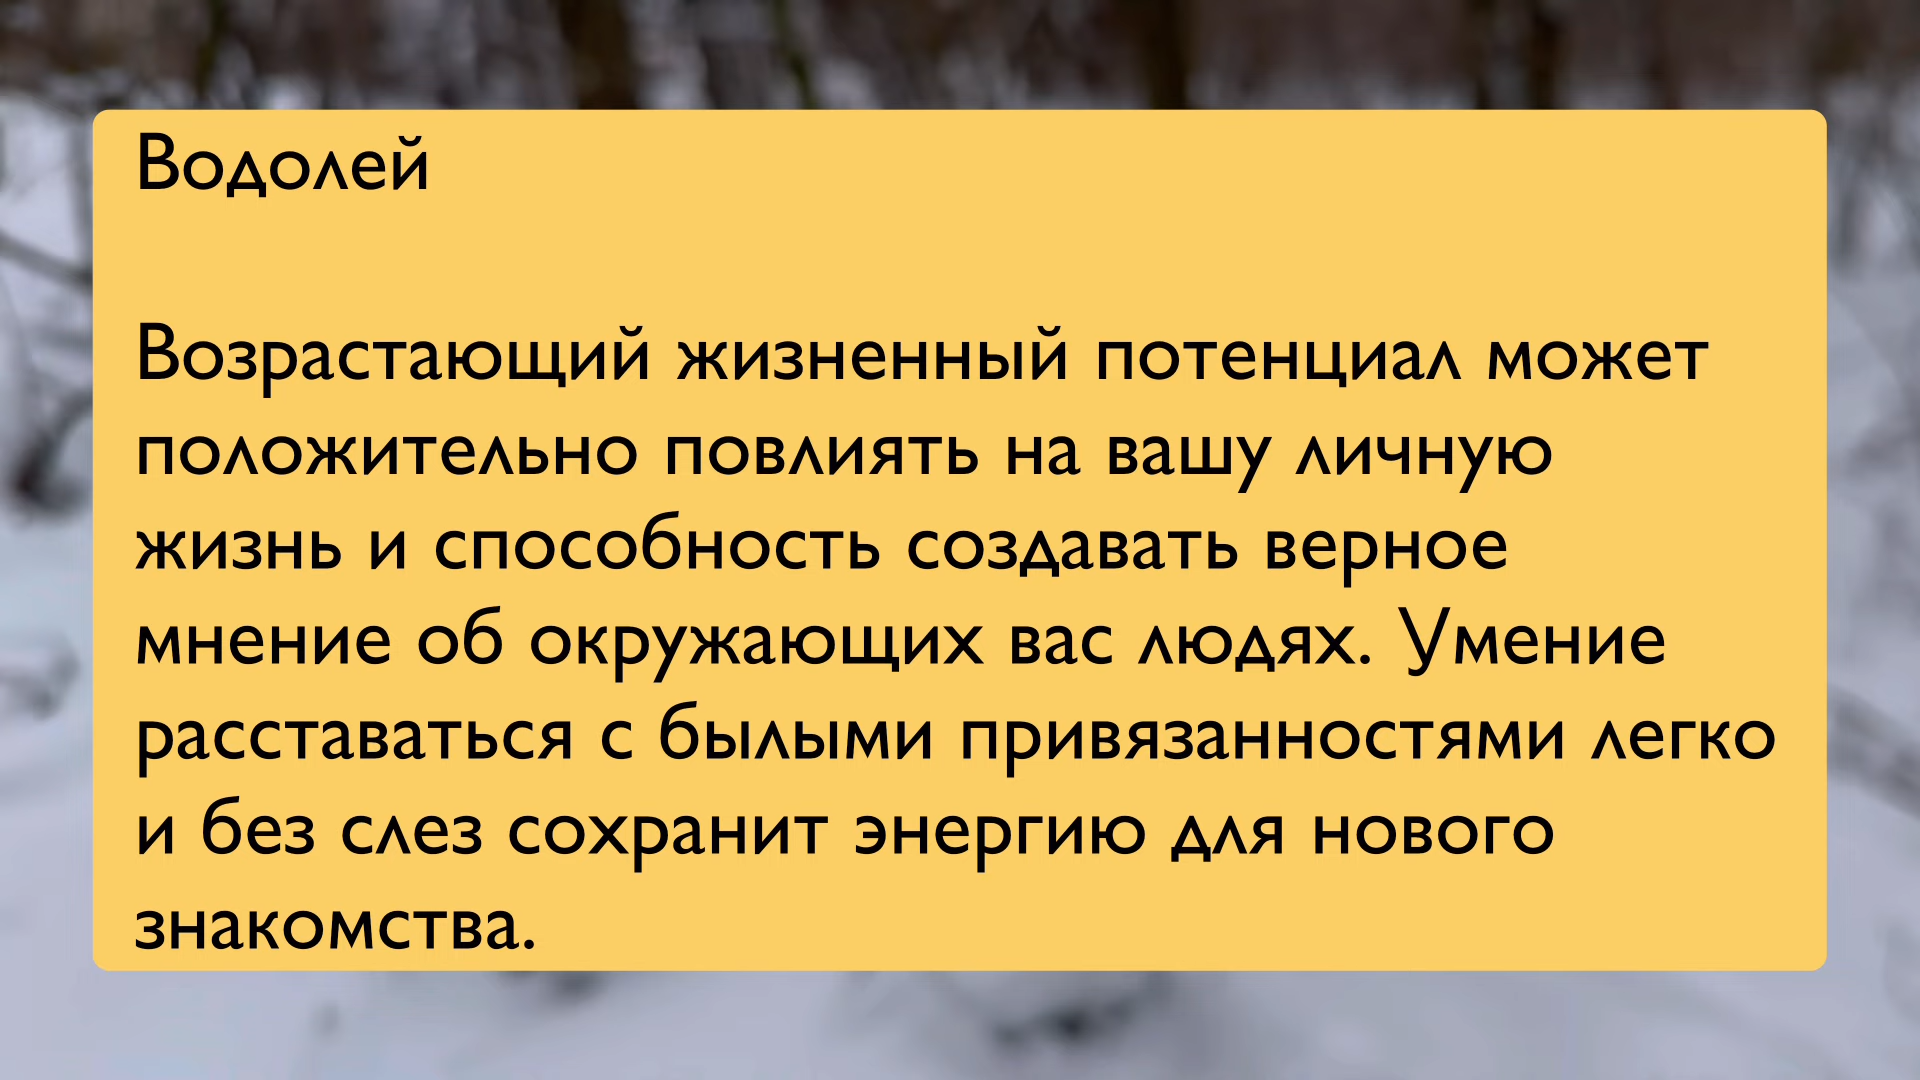 Водолей
Возрастающий жизненный потенциал может
положительно повлиять на вашу личную
жизнь и способность создавать верное
мнение об окружающих вас людях. Умение
расставаться с былыми привязанностями легко
и без слез сохранит энергию для нового
знакомства.